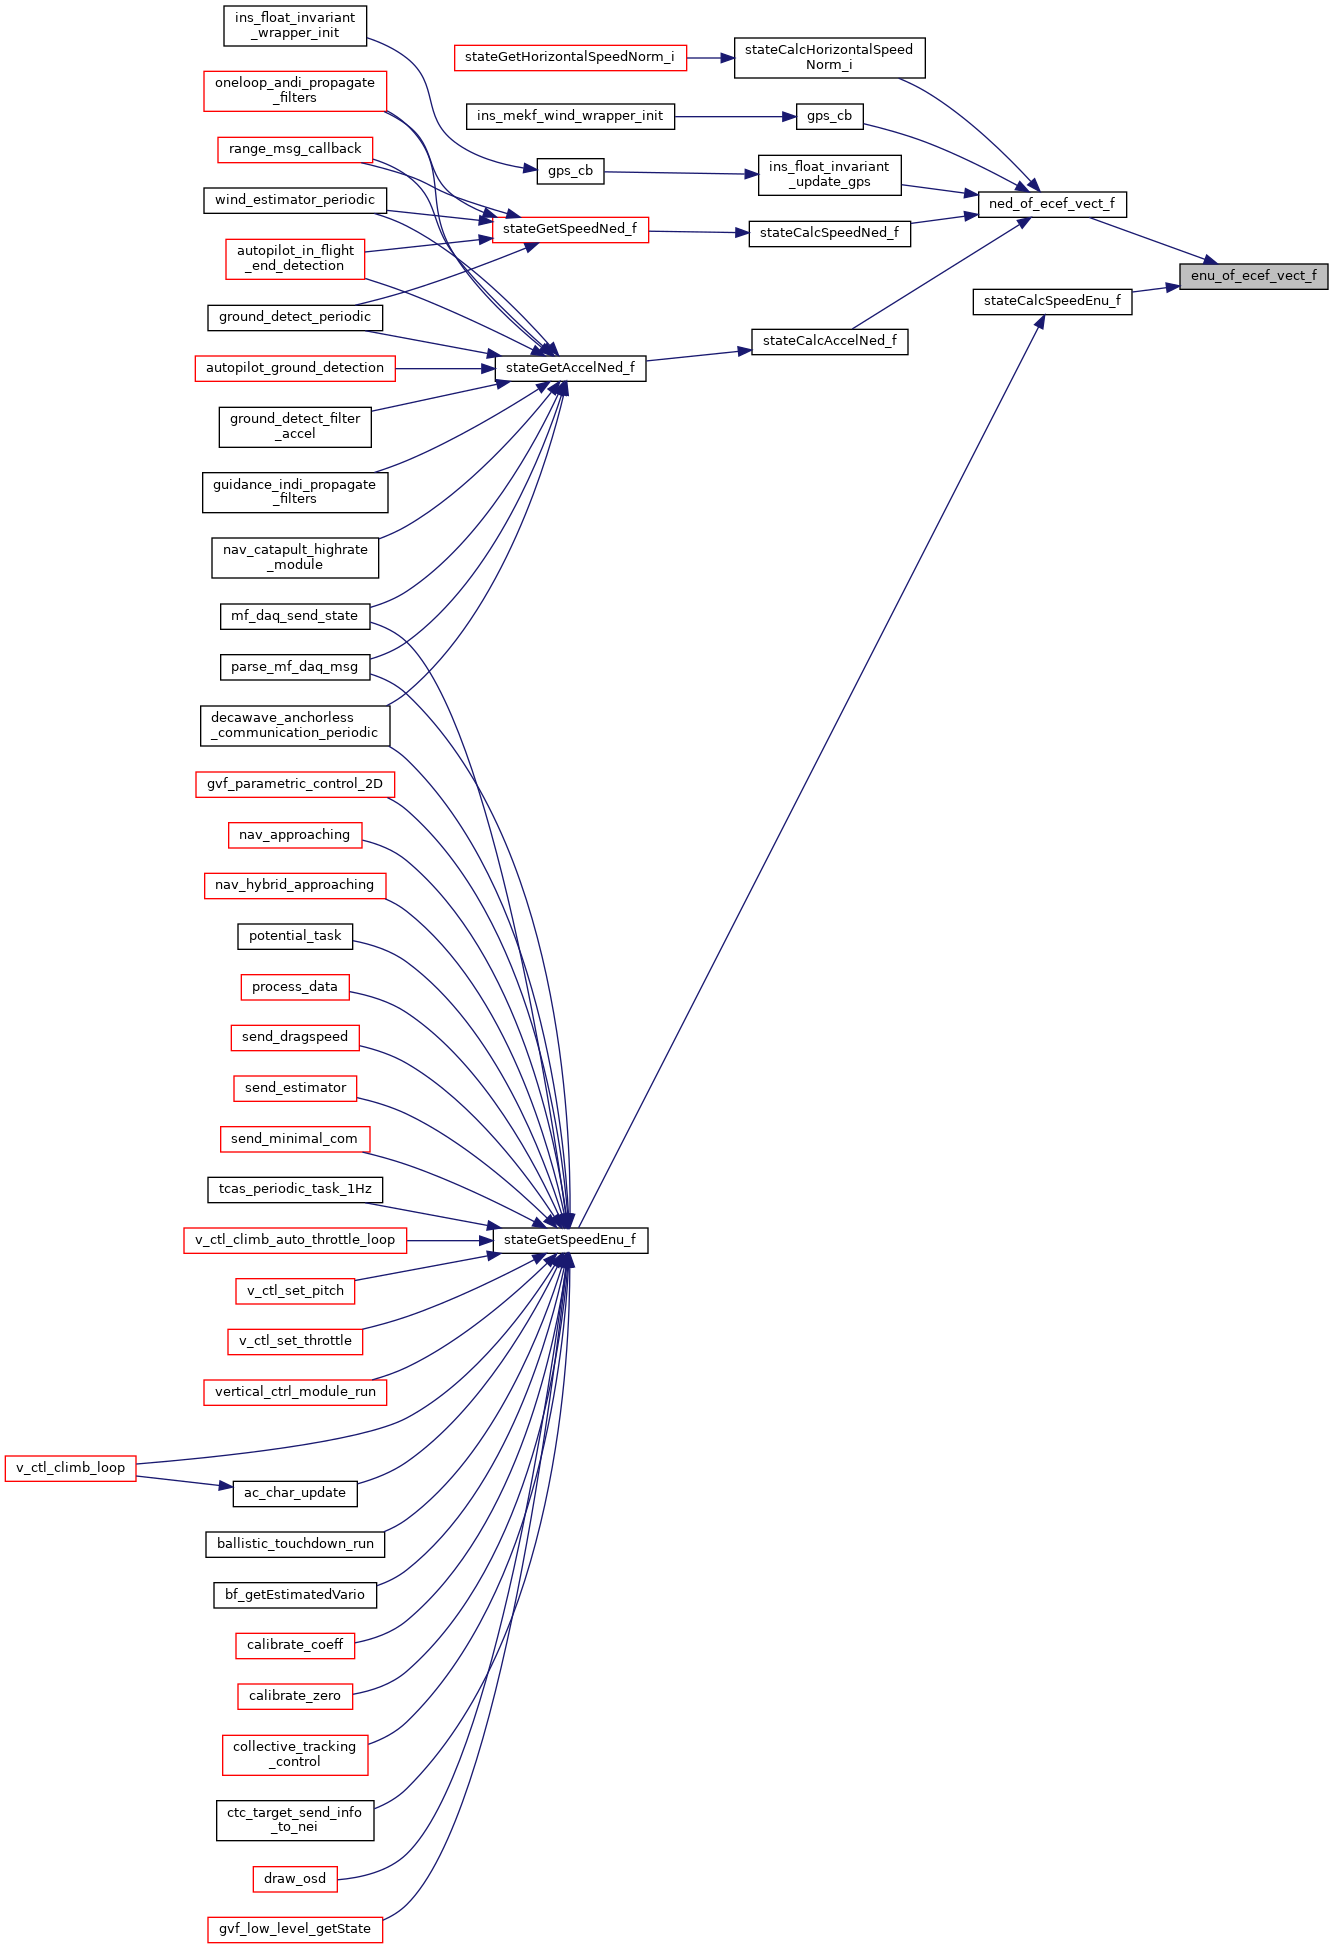 ins_float_invariant
_wrapper_init
stateCalcHorizontalSpeed
Norm_i
stateGetHorizontalSpeedNorm_i
oneloop_andi_propagate
_filters
ins_mekf_wind_wrapper_init
gps_cb
range_msg_callback
gps_cb
ins_float_invariant
_update_gps
wind_estimator_periodic
ned_of_ecef_vect_f
stateGetSpeedNed_f
stateCalcSpeedNed_f
autopilot_in_flight
_end_detection
enu_of_ecef_vect_f
stateCalcSpeedEnu_f
ground_detect_periodic
stateCalcAccelNed_f
autopilot_ground_detection
stateGetAccelNed_f
ground_detect_filter
_accel
guidance_indi_propagate
_filters
nav_catapult_highrate
_module
mf_daq_send_state
parse_mf_daq_msg
decawave_anchorless
_communication_periodic
gvf_parametric_control_2D
nav_approaching
nav_hybrid_approaching
potential_task
process_data
send_dragspeed
send_estimator
send_minimal_com
tcas_periodic_task_1Hz
v_ctl_climb_auto_throttle_loop
stateGetSpeedEnu_f
v_ctl_set_pitch
v_ctl_set_throttle
vertical_ctrl_module_run
v_ctl_climb_loop
ac_char_update
ballistic_touchdown_run
bf_getEstimatedVario
calibrate_coeff
calibrate_zero
collective_tracking
_control
ctc_target_send_info
_to_nei
draw_osd
gvf_low_level_getState